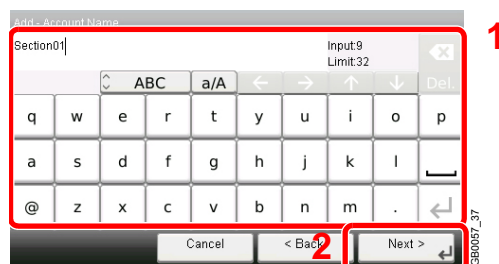 Add - Account Name
1
Section01
Input:9
Limit:32
ABC a/A ← → ↑ ↓ Del.
q w e r t y u i o p
a s d f g h j k l
@ z x c v b n m .
Cancel < Back 2 Next >
GB0057_37